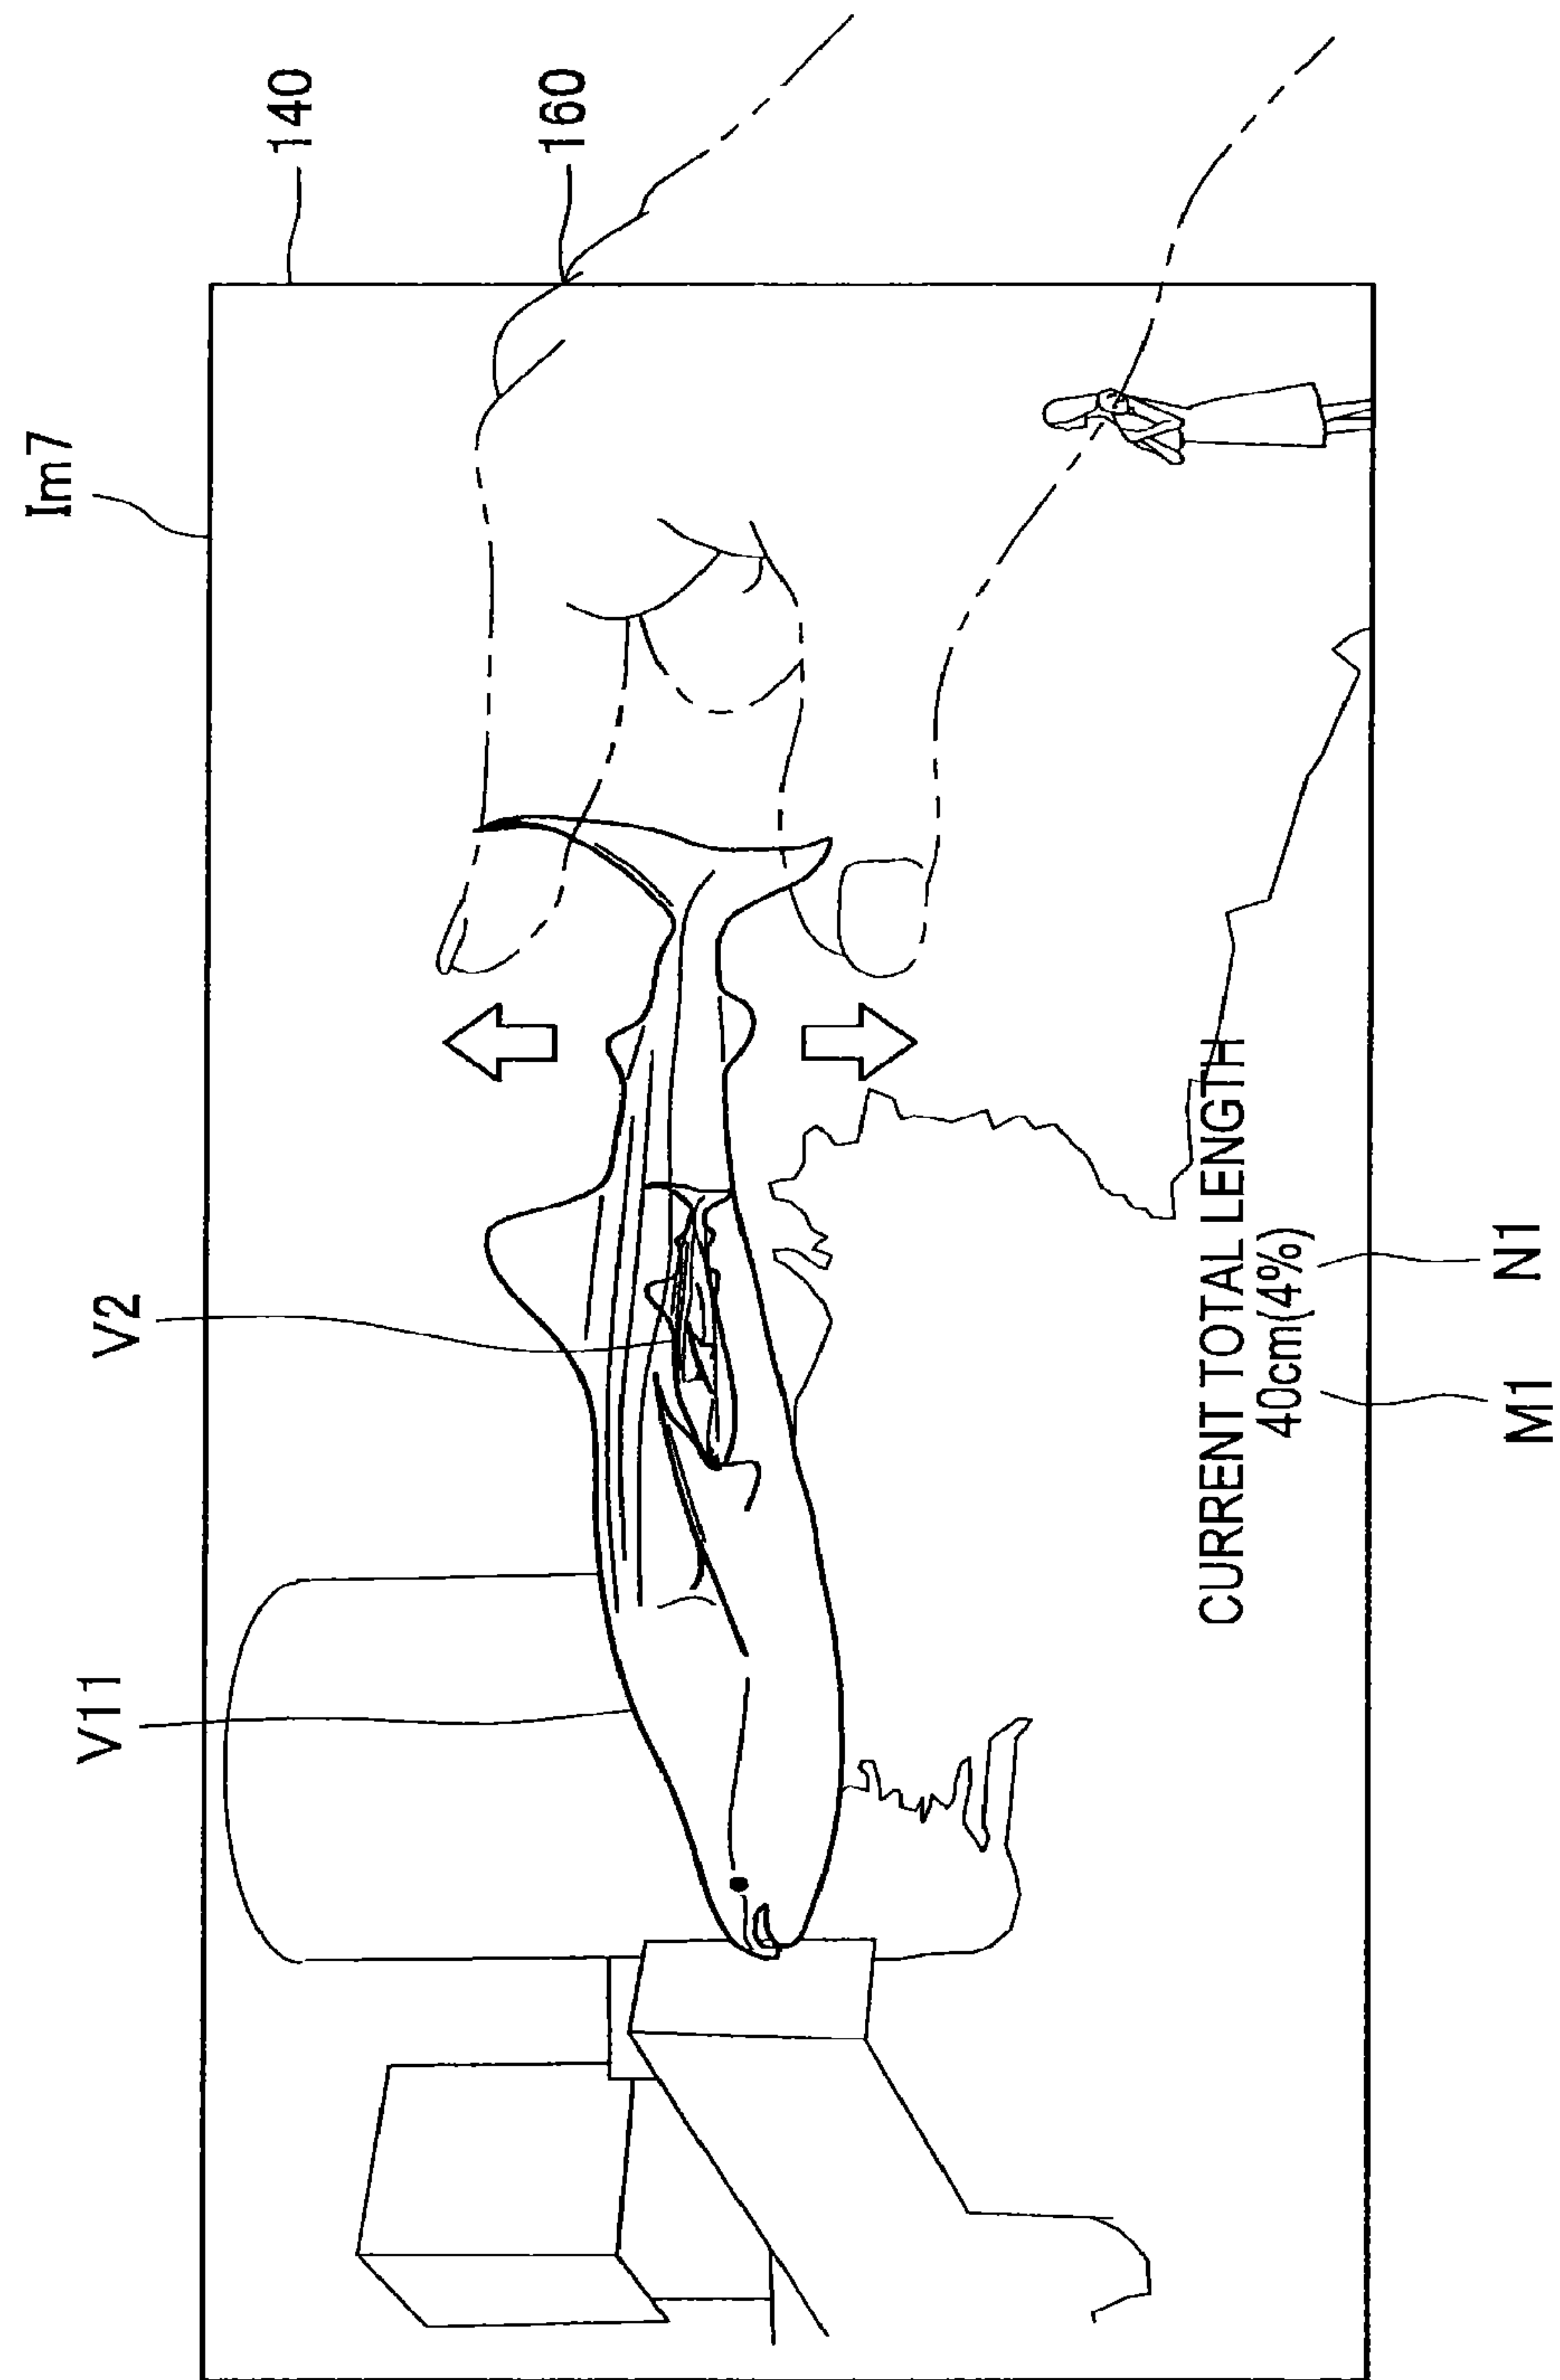 Im7
V11
V2
140
160
CURRENT TOTAL LENGTH
40cm(4%)
M1
N1